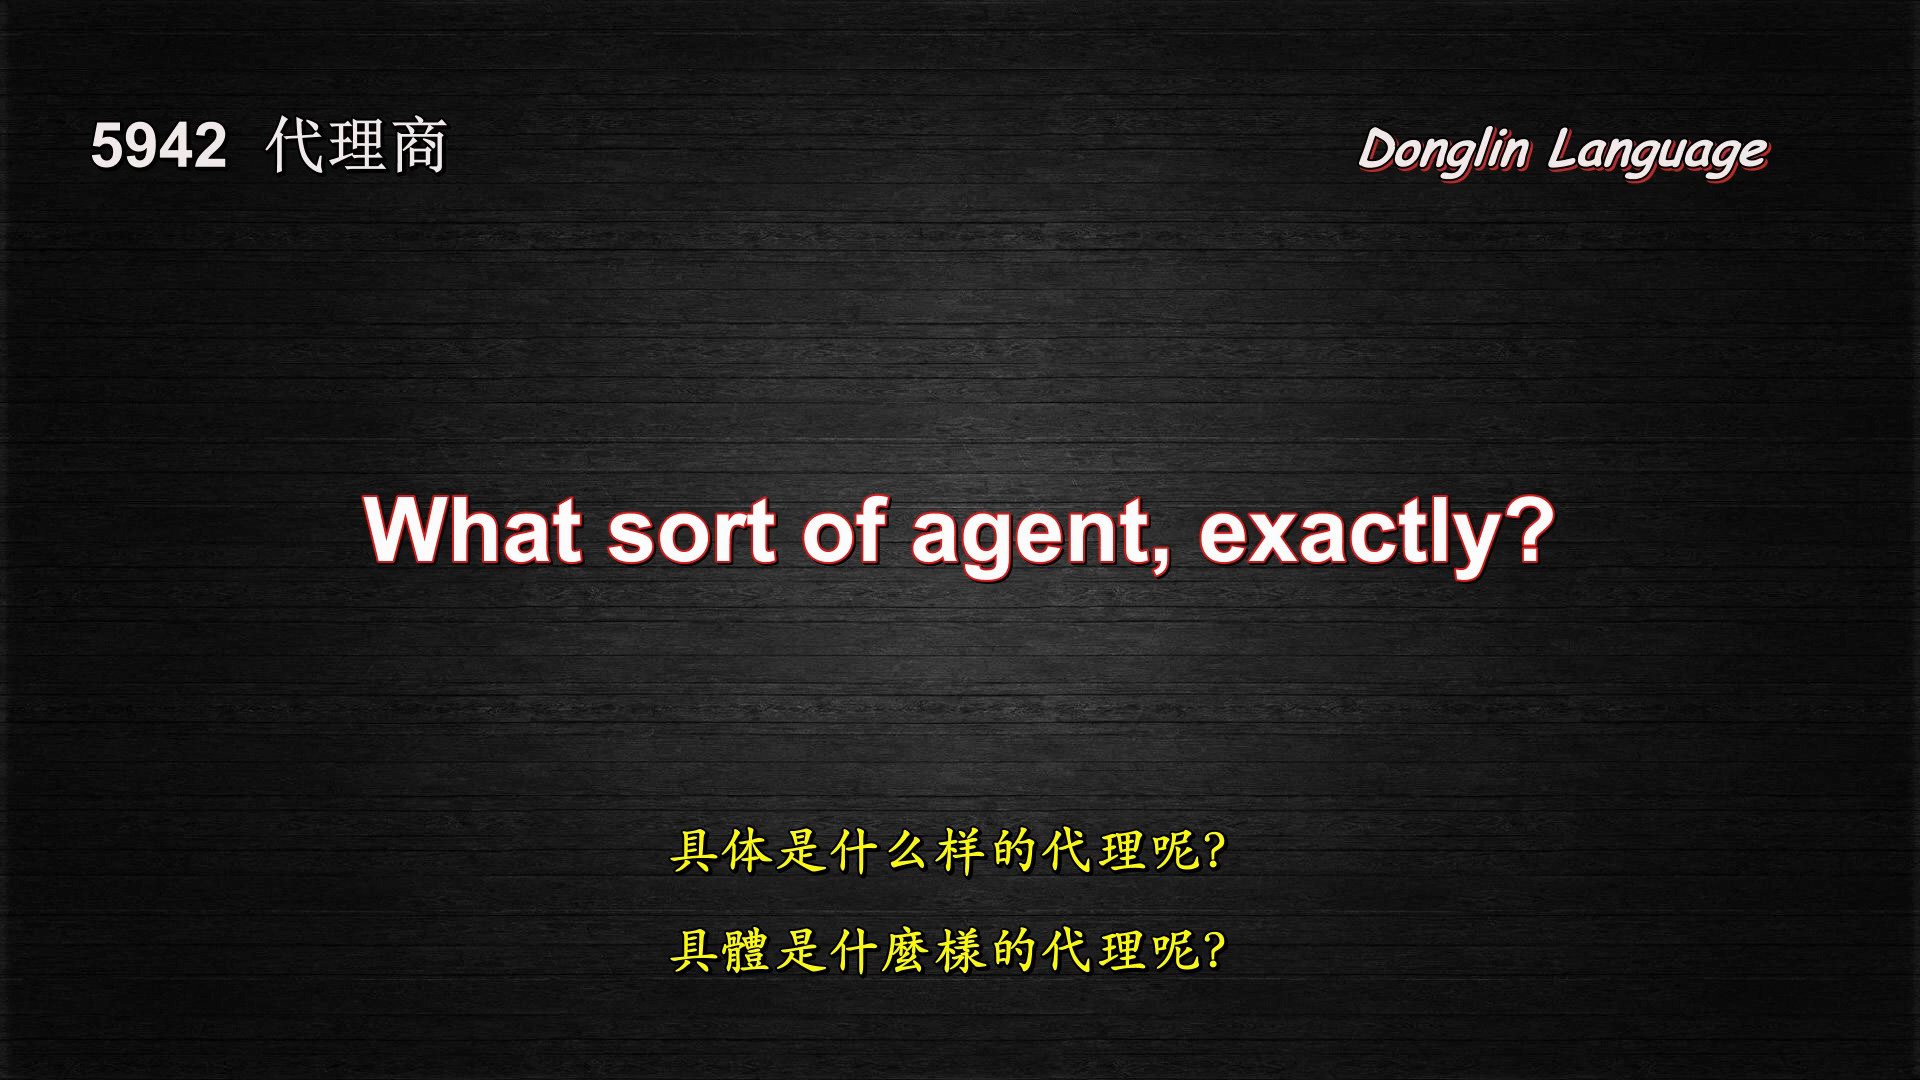 5942 代理商
Donglin Language
What sort of agent, exactly?
具体是什么样的代理呢?
具體是什麼樣的代理呢?